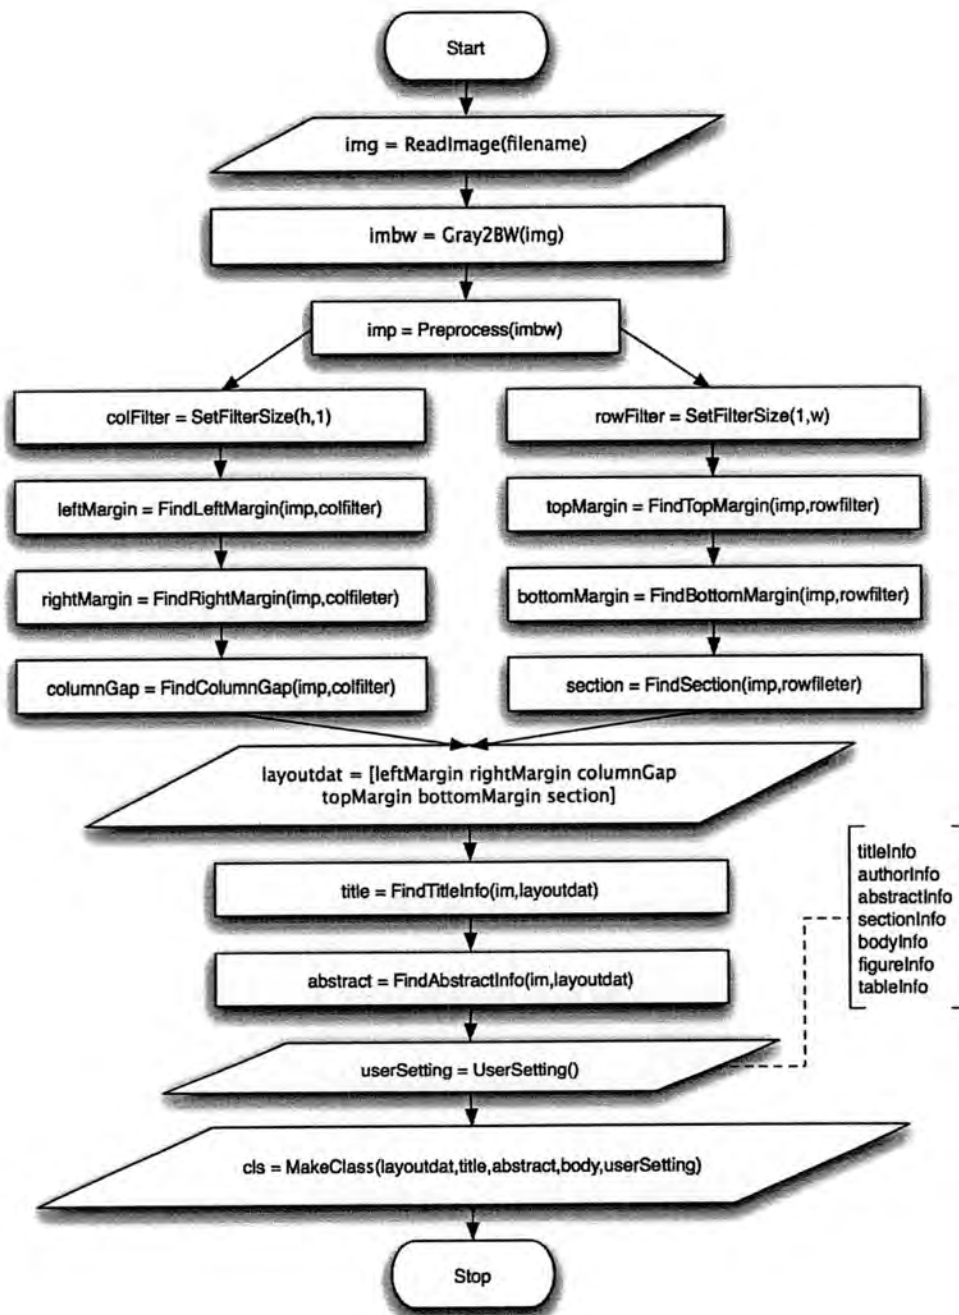 Start
img = ReadImage(filename)
imbw = Gray2BW(img)
imp = Preprocess(imbw)
colFilter = SetFilterSize(h,1)
leftMargin = FindLeftMargin(imp,colfilter)
rightMargin = FindRightMargin(imp,colfileter)
columnGap = FindColumnGap(imp,colfilter)
rowFilter = SetFilterSize(1,w)
topMargin = FindTopMargin(imp,rowfilter)
bottomMargin = FindBottomMargin(imp,rowfilter)
section = FindSection(imp,rowfileter)
layoutdat = [leftMargin rightMargin columnGap
topMargin bottomMargin section]
title = FindTitleInfo(im,layoutdat)
abstract = FindAbstractInfo(im,layoutdat)
userSetting = UserSetting()
titleInfo
authorInfo
abstractInfo
sectionInfo
bodyInfo
figureInfo
tableInfo
cls = MakeClass(layoutdat,title,abstract,body,userSetting)
Stop